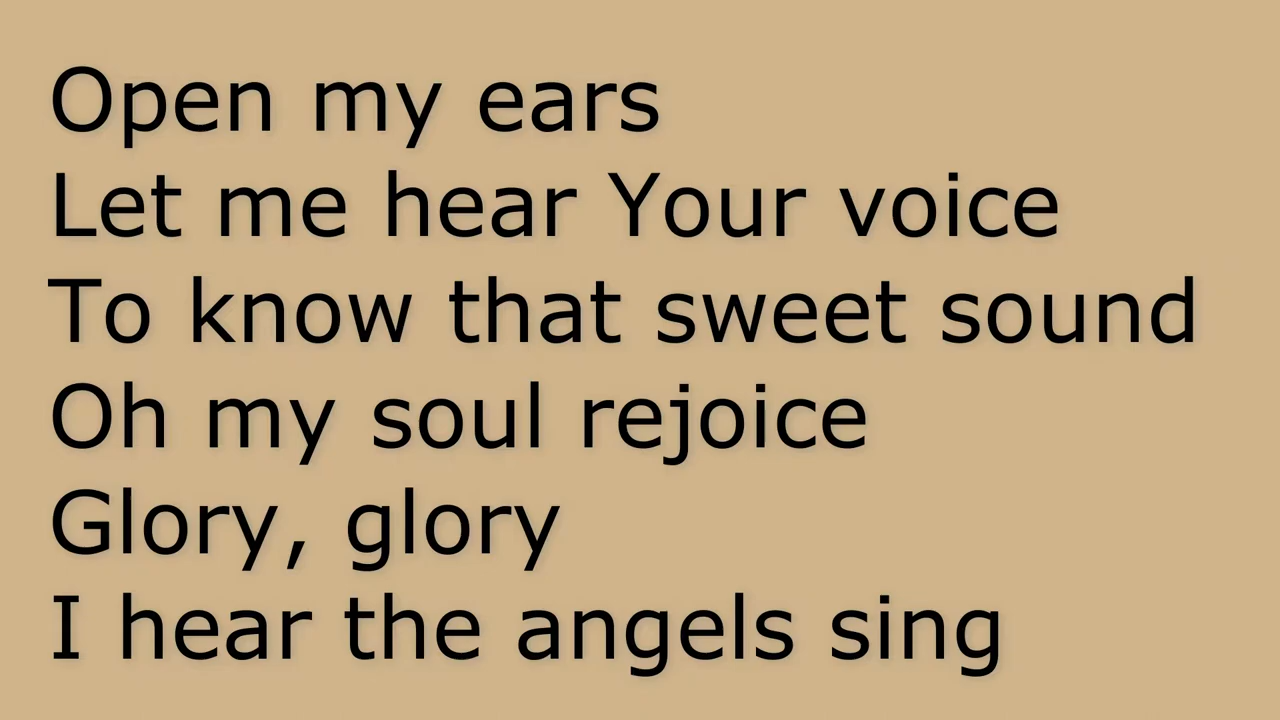 Open my ears
Let me hear Your voice
To know that sweet sound
Oh my soul rejoice
Glory, glory
I hear the angels sing